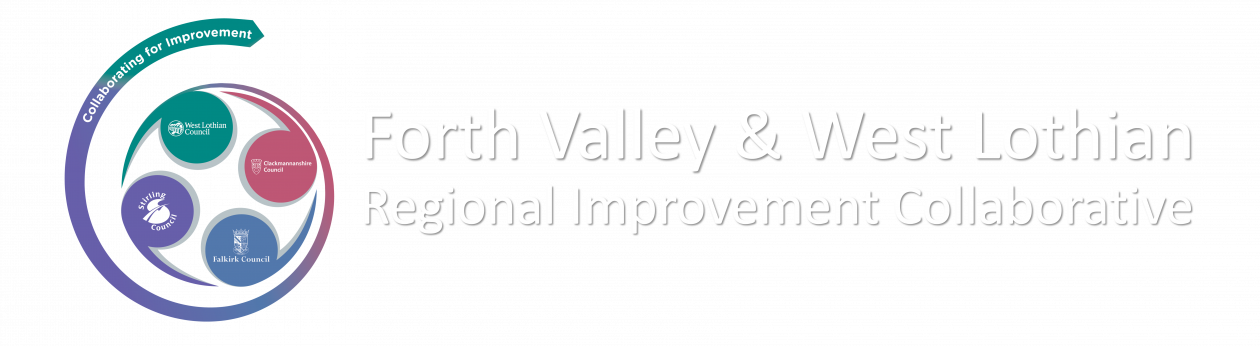 Collaborating for Improvement
West Lothian
Council
Clackmannanshire
Council
Stirling
Council
Falkirk Council
Forth Valley & West Lothian
Regional Improvement Collaborative